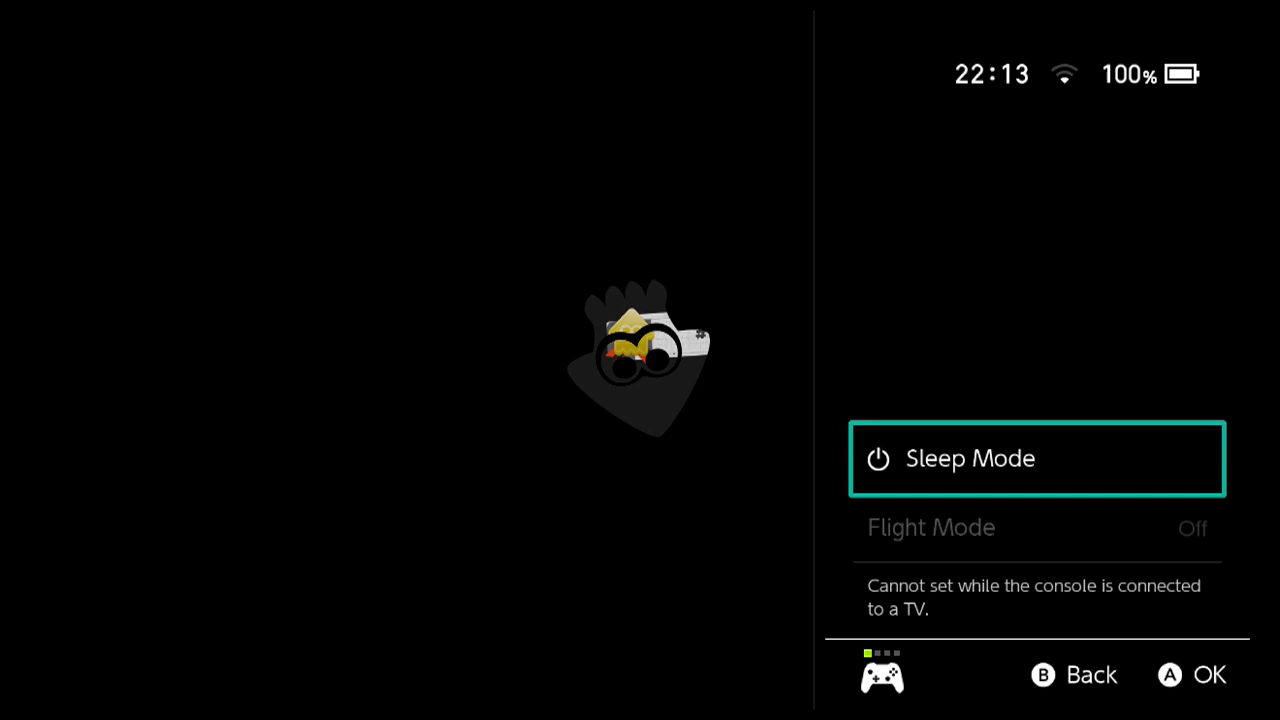 22:13 100%
Sleep Mode
Flight Mode Off
Cannot set while the console is connected
to a TV.
B Back A OK